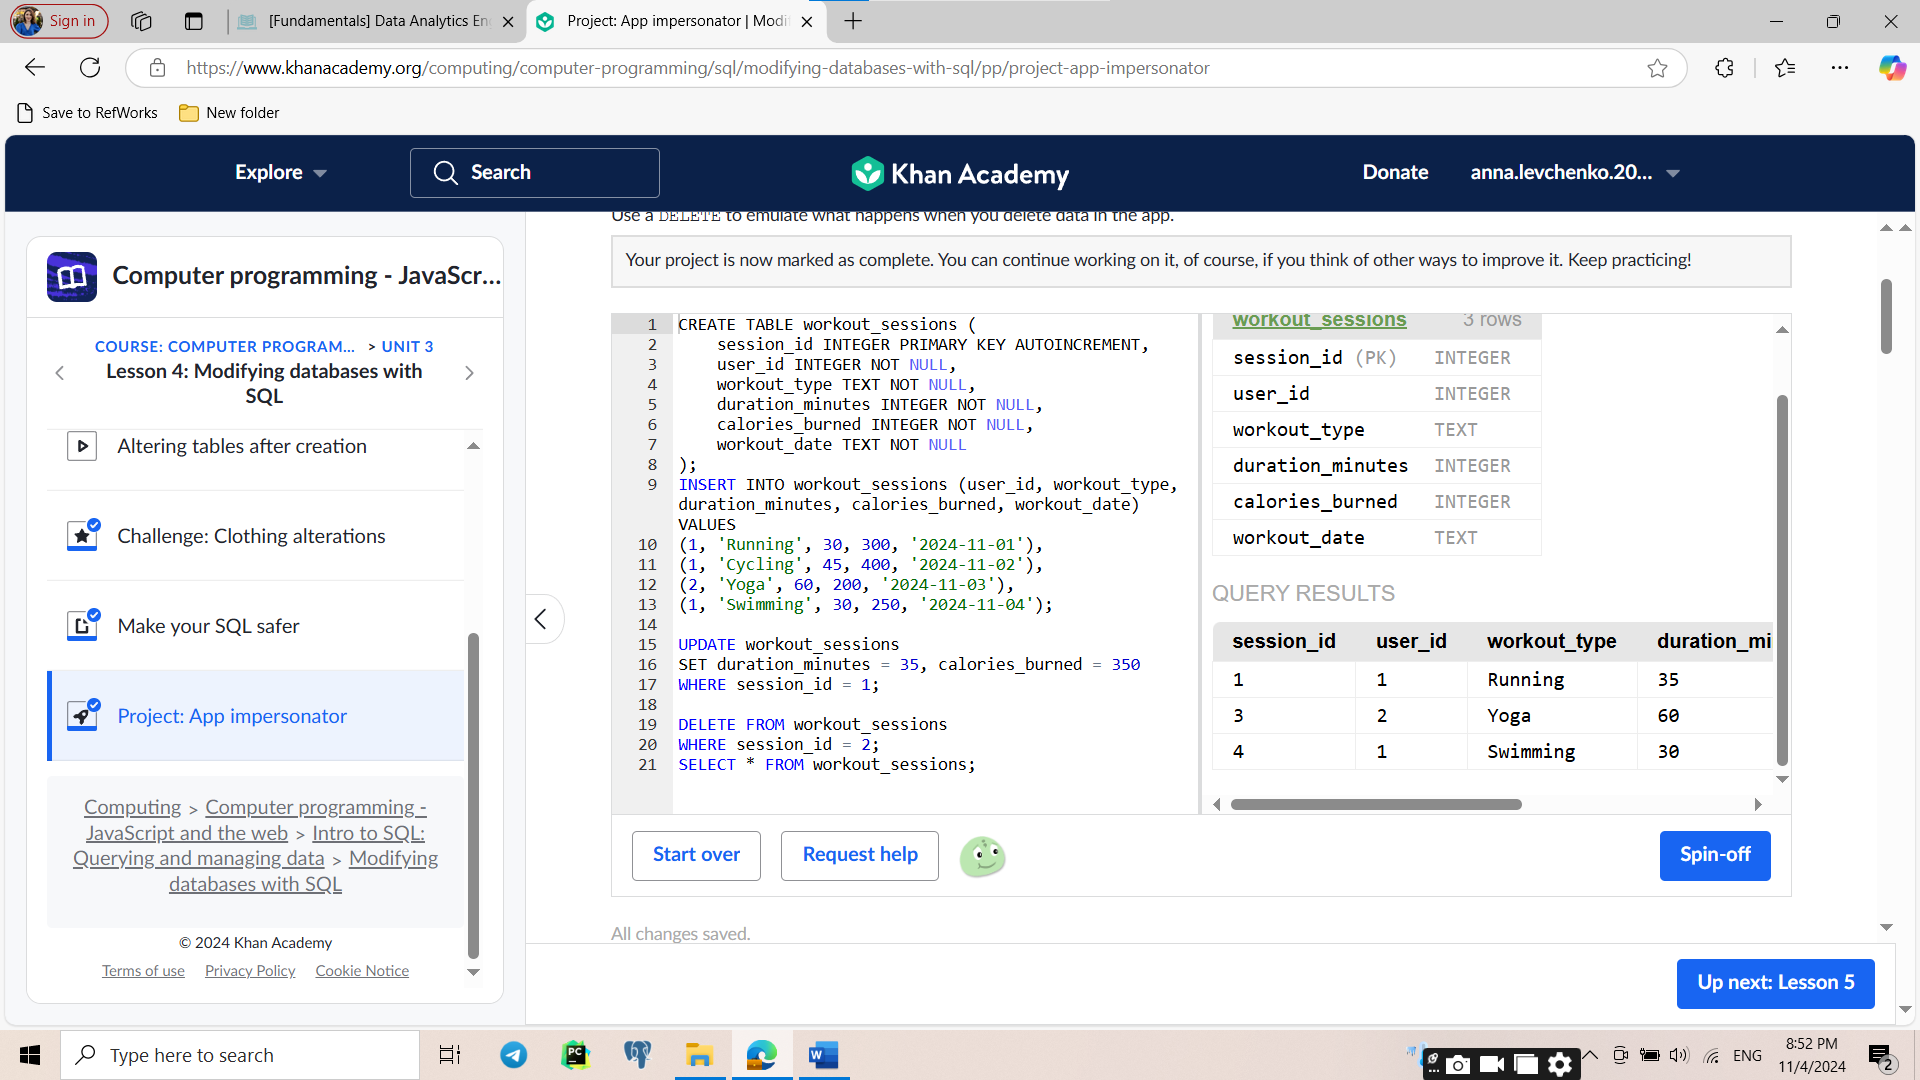 Sign in
[Fundamentals] Data Analytics En
Project: App impersonator | Modi
https://www.khanacademy.org/computing/computer-programming/sql/modifying-databases-with-sql/pp/project-app-impersonator
Save to RefWorks
New folder
Explore
Search
Khan Academy
Donate
anna.levchenko.20...
Computer programming - JavaScr...
COURSE: COMPUTER PROGRAM... > UNIT 3
Lesson 4: Modifying databases with
SQL
Altering tables after creation
Challenge: Clothing alterations
Make your SQL safer
Project: App impersonator
Computing > Computer programming -
JavaScript and the web > Intro to SQL:
Querying and managing data > Modifying
databases with SQL
© 2024 Khan Academy
Terms of use Privacy Policy Cookie Notice
Use a DELETE to emulate what happens when you delete data in the app.
Your project is now marked as complete. You can continue working on it, of course, if you think of other ways to improve it. Keep practicing!
1 CREATE TABLE workout_sessions (
2 session_id INTEGER PRIMARY KEY AUTOINCREMENT,
3 user_id INTEGER NOT NULL,
4 workout_type TEXT NOT NULL,
5 duration_minutes INTEGER NOT NULL,
6 calories_burned INTEGER NOT NULL,
7 workout_date TEXT NOT NULL
8 );
9 INSERT INTO workout_sessions (user_id, workout_type,
duration_minutes, calories_burned, workout_date)
VALUES
10 (1, 'Running', 30, 300, '2024-11-01'),
11 (1, 'Cycling', 45, 400, '2024-11-02'),
12 (2, 'Yoga', 60, 200, '2024-11-03'),
13 (1, 'Swimming', 30, 250, '2024-11-04');
14
15 UPDATE workout_sessions
16 SET duration_minutes = 35, calories_burned = 350
17 WHERE session_id = 1;
18
19 DELETE FROM workout_sessions
20 WHERE session_id = 2;
21 SELECT * FROM workout_sessions;
workout_sessions 3 rows
session_id (PK) INTEGER
user_id INTEGER
workout_type TEXT
duration_minutes INTEGER
calories_burned INTEGER
workout_date TEXT
QUERY RESULTS
session_id user_id workout_type duration_mi
1 1 Running 35
3 2 Yoga 60
4 1 Swimming 30
Start over
Request help
Spin-off
All changes saved.
Up next: Lesson 5
Type here to search
PC
W
ENG
8:52 PM
11/4/2024
2